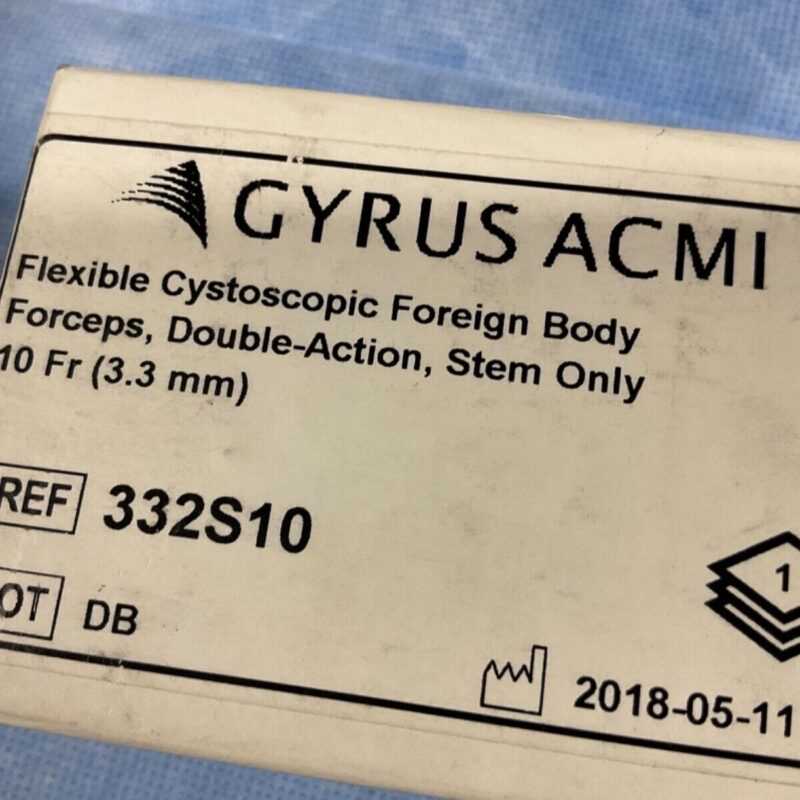 GYRUS ACMI
Flexible Cystoscopic Foreign Body
Forceps, Double-Action, Stem Only
10 Fr (3.3 mm)
REF 332S10
OT DB
1
2018-05-11